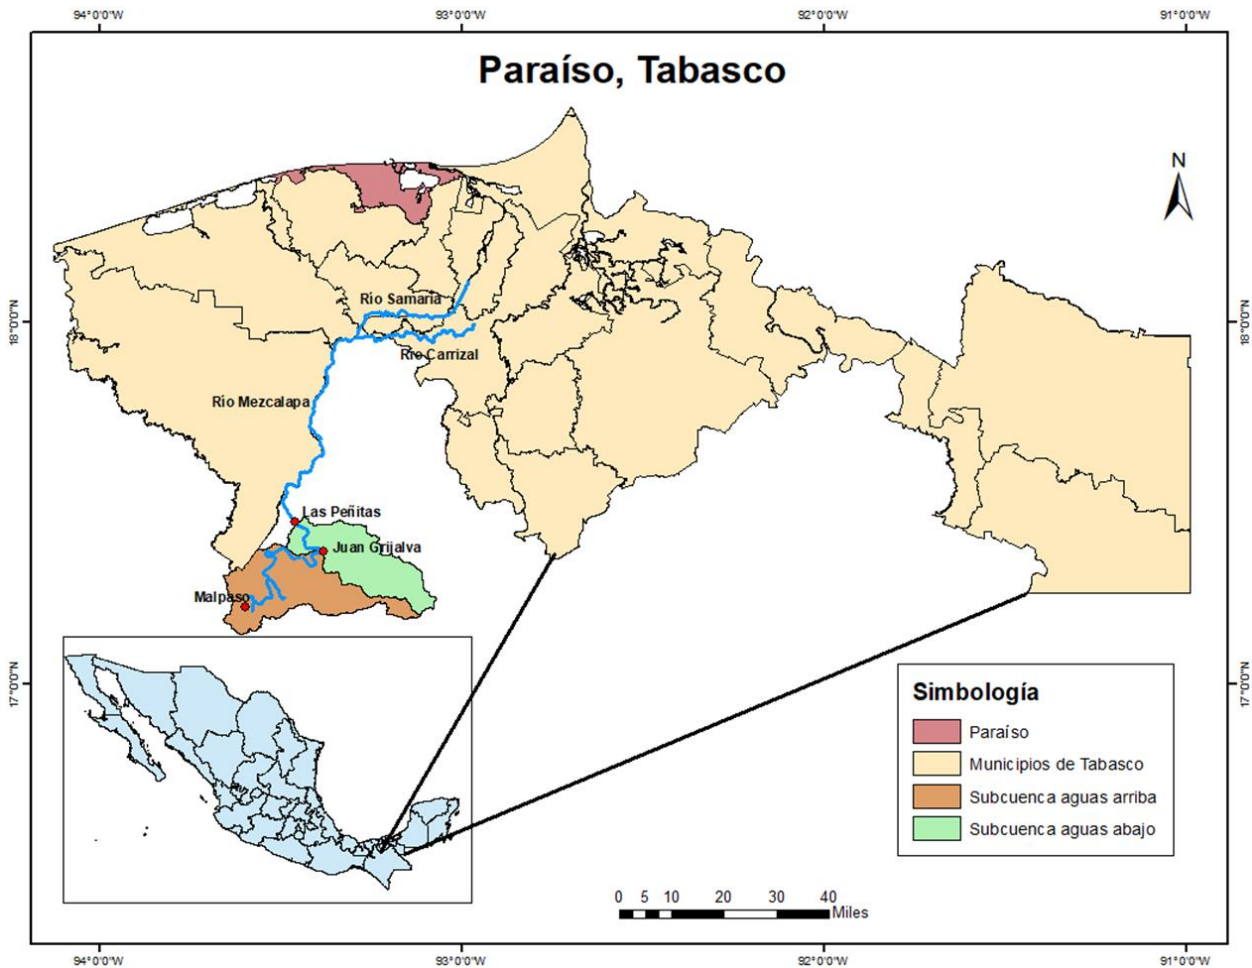 94°0'0"W 93°0'0"W 92°0'0"W 91°0'0"W
Paraíso, Tabasco
N
18°0'0"N
18°0'0"N
Río Samaria
Río Carrizal
Río Mezcalapa
Las Peñitas
Juan Grijalva
Malpaso
17°0'0"N
17°0'0"N
Simbología
Paraíso
Municipios de Tabasco
Subcuenca aguas arriba
Subcuenca aguas abajo
0 5 10 20 30 40
Miles
94°0'0"W 93°0'0"W 92°0'0"W 91°0'0"W